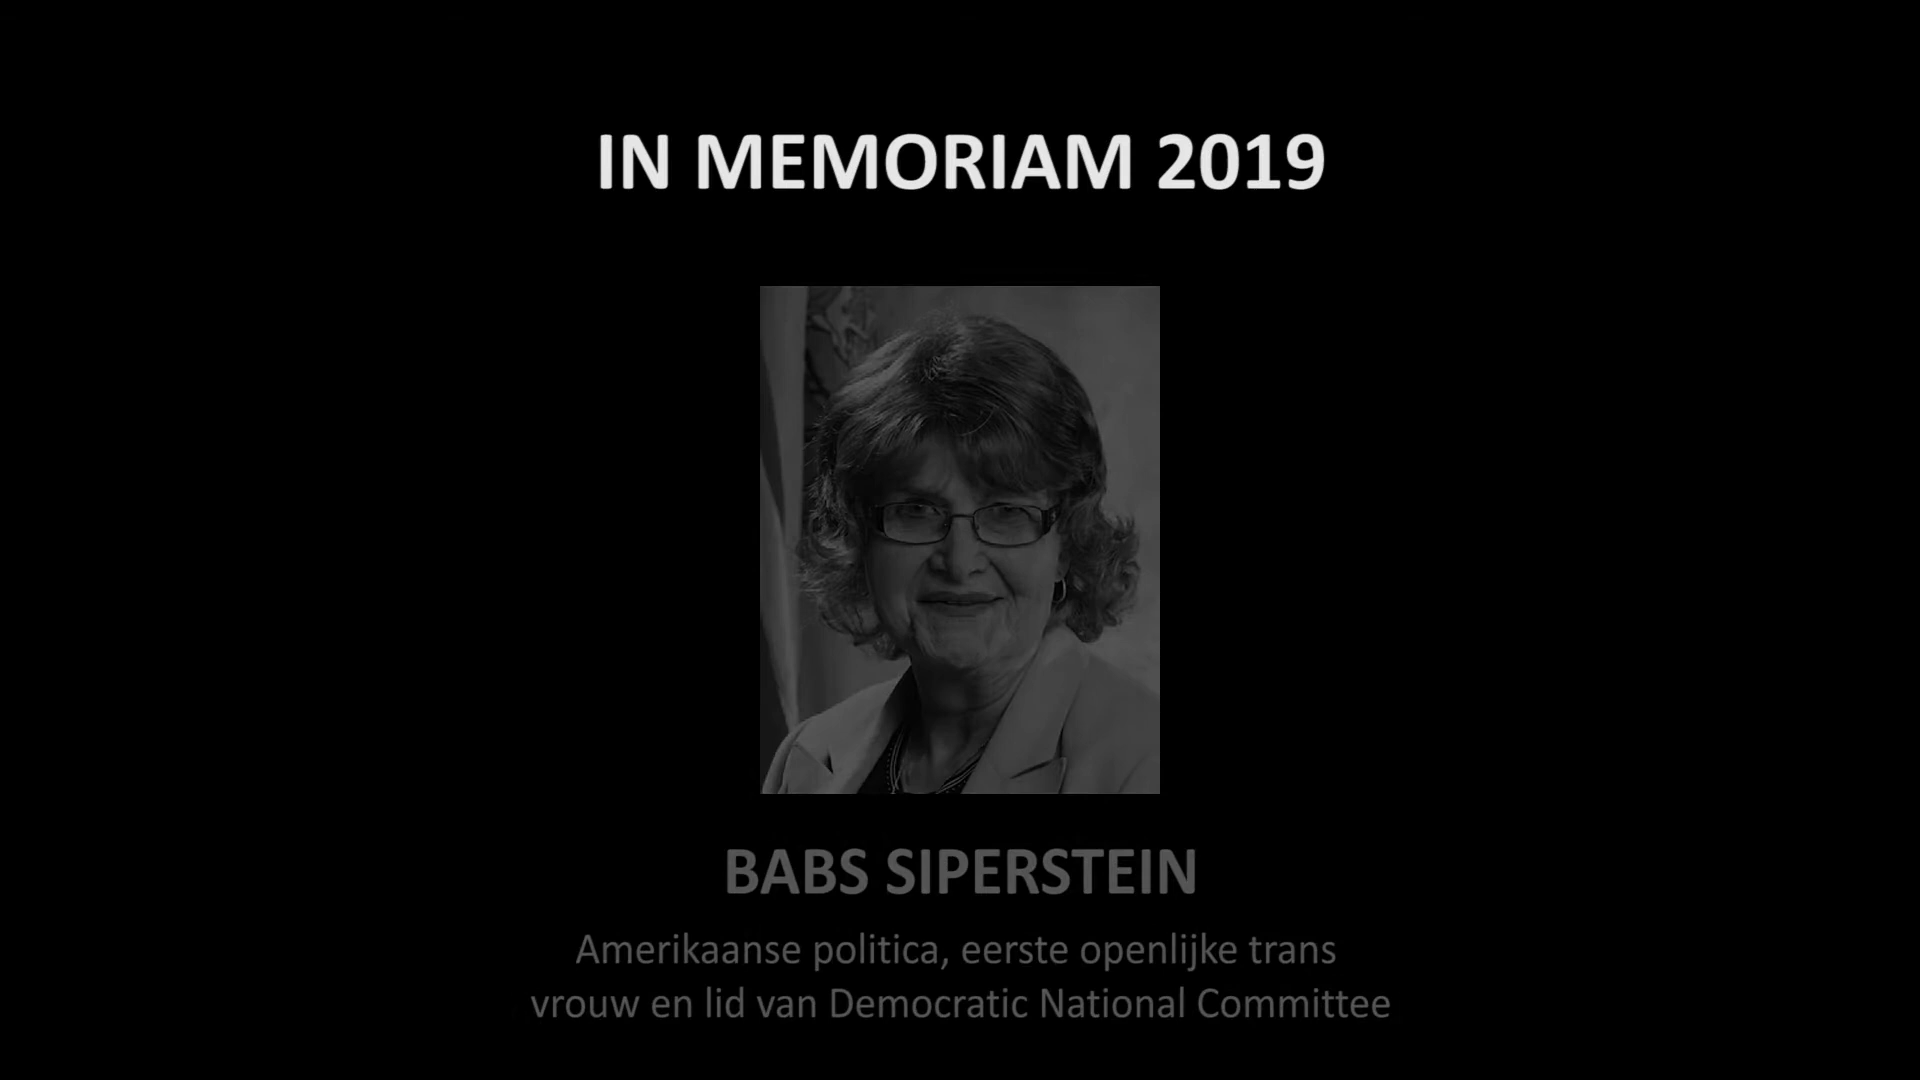 IN MEMORIAM 2019
BABS SIPERSTEIN
Amerikaanse politica, eerste openlijke trans
vrouw en lid van Democratic National Committee